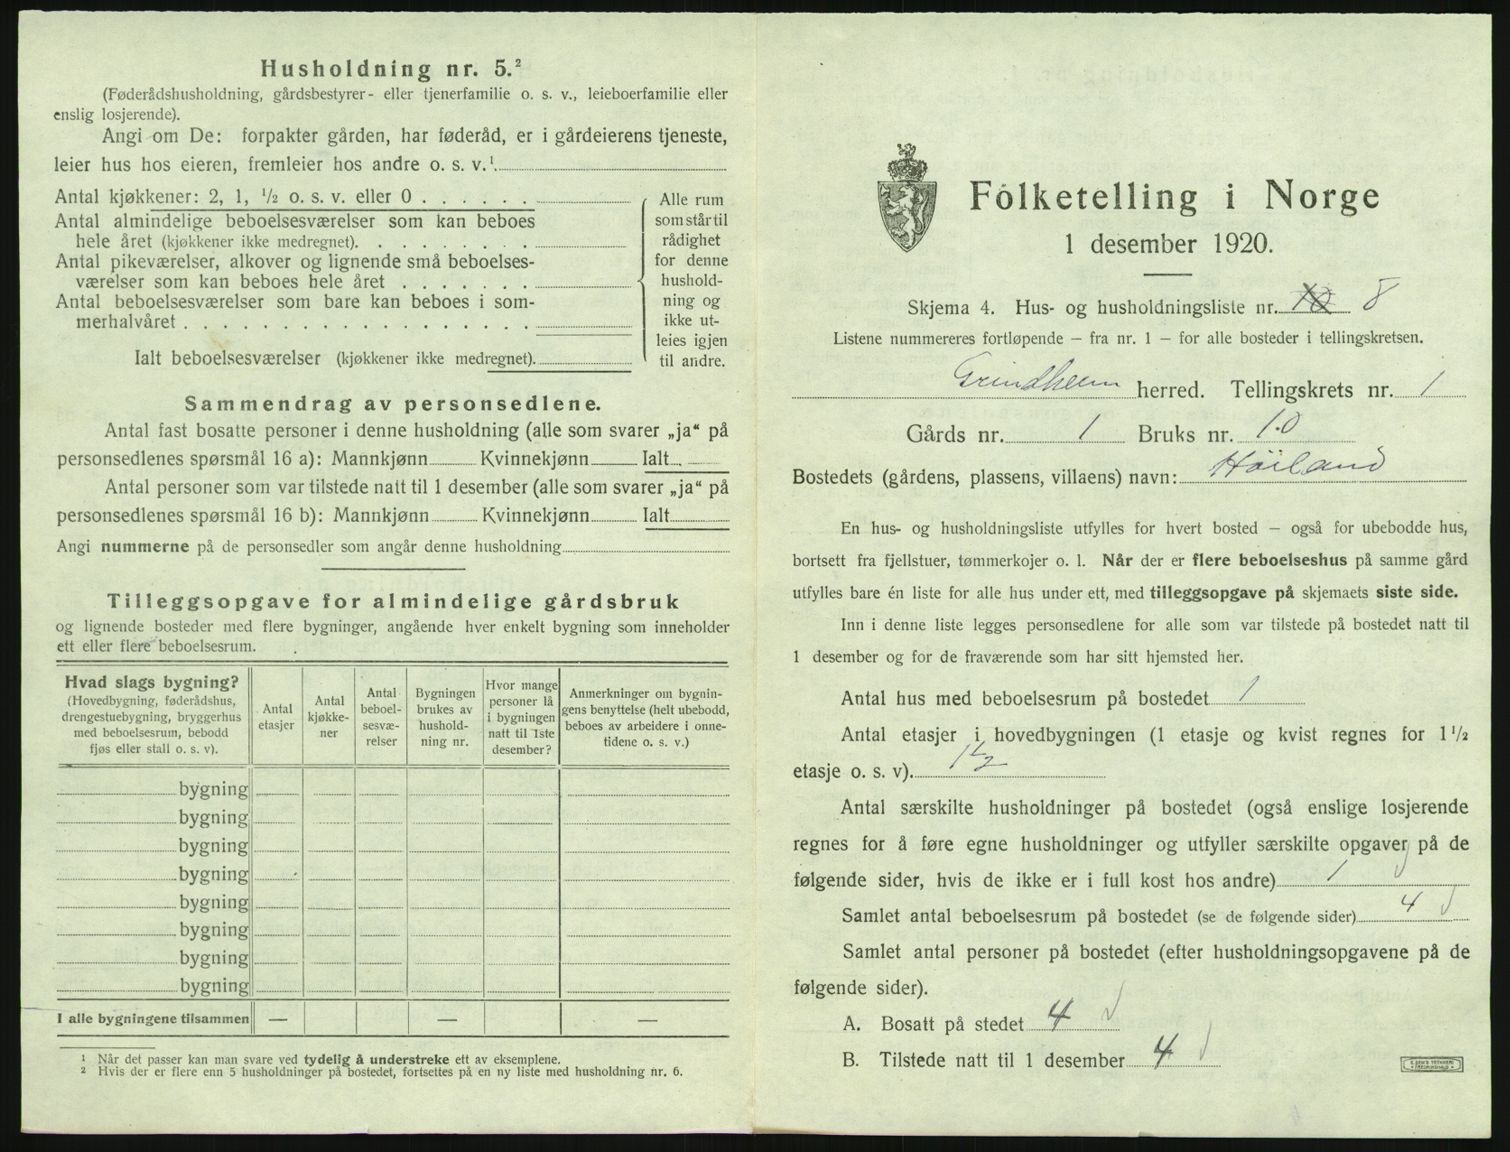 Husholdning nr. 5.²
(Føderådshusholdning, gårdsbestyrer- eller tjenerfamilie o. s. v., leieboerfamilie eller
enslig losjerende).
Angi om De: forpakter gården, har føderåd, er i gårdeierens tjeneste,
leier hus hos eieren, fremleier hos andre o. s. v.¹
Antal kjøkkener: 2, 1, ½ o. s. v. eller 0
Antal almindelige beboelsesværelser som kan beboes
hele året (kjøkkener ikke medregnet).
Antal pikeværelser, alkover og lignende små beboelses-
værelser som kan beboes hele året
Antal beboelsesværelser som bare kan beboes i som-
merhalvåret
Ialt beboelsesværelser (kjøkkener ikke medregnet).
Alle rum
som står til
rådighet
for denne
hushold-
ning og
ikke ut-
leies igjen
til andre.
Sammendrag av personsedlene.
Antal fast bosatte personer i denne husholdning (alle som svarer „ja“ på
personsedlenes spørsmål 16 a): Mannkjønn Kvinnekjønn Ialt
Antal personer som var tilstede natt til 1 desember (alle som svarer „ja“ på
personsedlenes spørsmål 16 b): Mannkjønn Kvinnekjønn Ialt
Angi nummerne på de personsedler som angår denne husholdning
Tilleggsopgave for almindelige gårdsbruk
og lignende bosteder med flere bygninger, angående hver enkelt bygning som inneholder
ett eller flere beboelsesrum.
Hvad slags bygning?
(Hovedbygning, føderådshus,
drengestuebygning, bryggerhus
med beboelsesrum, bebodd
fjøs eller stall o. s. v).
Antal
etasjer
Antal
kjøkke-
ner
Antal
beboel-
sesvæ-
relser
Bygningen
brukes av
hushold-
ning nr.
Hvor mange
personer lå
i bygningen
natt til 1ste
desember?
Anmerkninger om bygnin-
gens benyttelse (helt ubebodd,
beboes av arbeidere i onne-
tidene o. s. v.)
bygning
bygning
bygning
bygning
bygning
bygning
bygning
bygning
I alle bygningene tilsammen — — —
¹ Når det passer kan man svare ved tydelig å understreke ett av eksemplene.
² Hvis der er flere enn 5 husholdninger på bostedet, fortsettes på en ny liste med husholdning nr. 6.
Folketelling i Norge
1 desember 1920.
Skjema 4. Hus- og husholdningsliste nr. 10 8
Listene nummereres fortløpende – fra nr. 1 – for alle bosteder i tellingskretsen.
Grindheim herred. Tellingskrets nr. 1
Gårds nr. 1 Bruks nr. 10
Bostedets (gårdens, plassens, villaens) navn: Høiland
En hus- og husholdningsliste utfylles for hvert bosted – også for ubebodde hus,
bortsett fra fjellstuer, tømmerkojer o. l. Når der er flere beboelseshus på samme gård
utfylles bare én liste for alle hus under ett, med tilleggsopgave på skjemaets siste side.
Inn i denne liste legges personsedlene for alle som var tilstede på bostedet natt til
1 desember og for de fraværende som har sitt hjemsted her.
Antal hus med beboelsesrum på bostedet 1
Antal etasjer i hovedbygningen (1 etasje og kvist regnes for 1½
etasje o. s. v). 1½
Antal særskilte husholdninger på bostedet (også enslige losjerende
regnes for å føre egne husholdninger og utfyller særskilte opgaver på de
følgende sider, hvis de ikke er i full kost hos andre) 1
Samlet antal beboelsesrum på bostedet (se de følgende sider) 4
Samlet antal personer på bostedet (efter husholdningsopgavene på de
følgende sider).
A. Bosatt på stedet 4
B. Tilstede natt til 1 desember 4